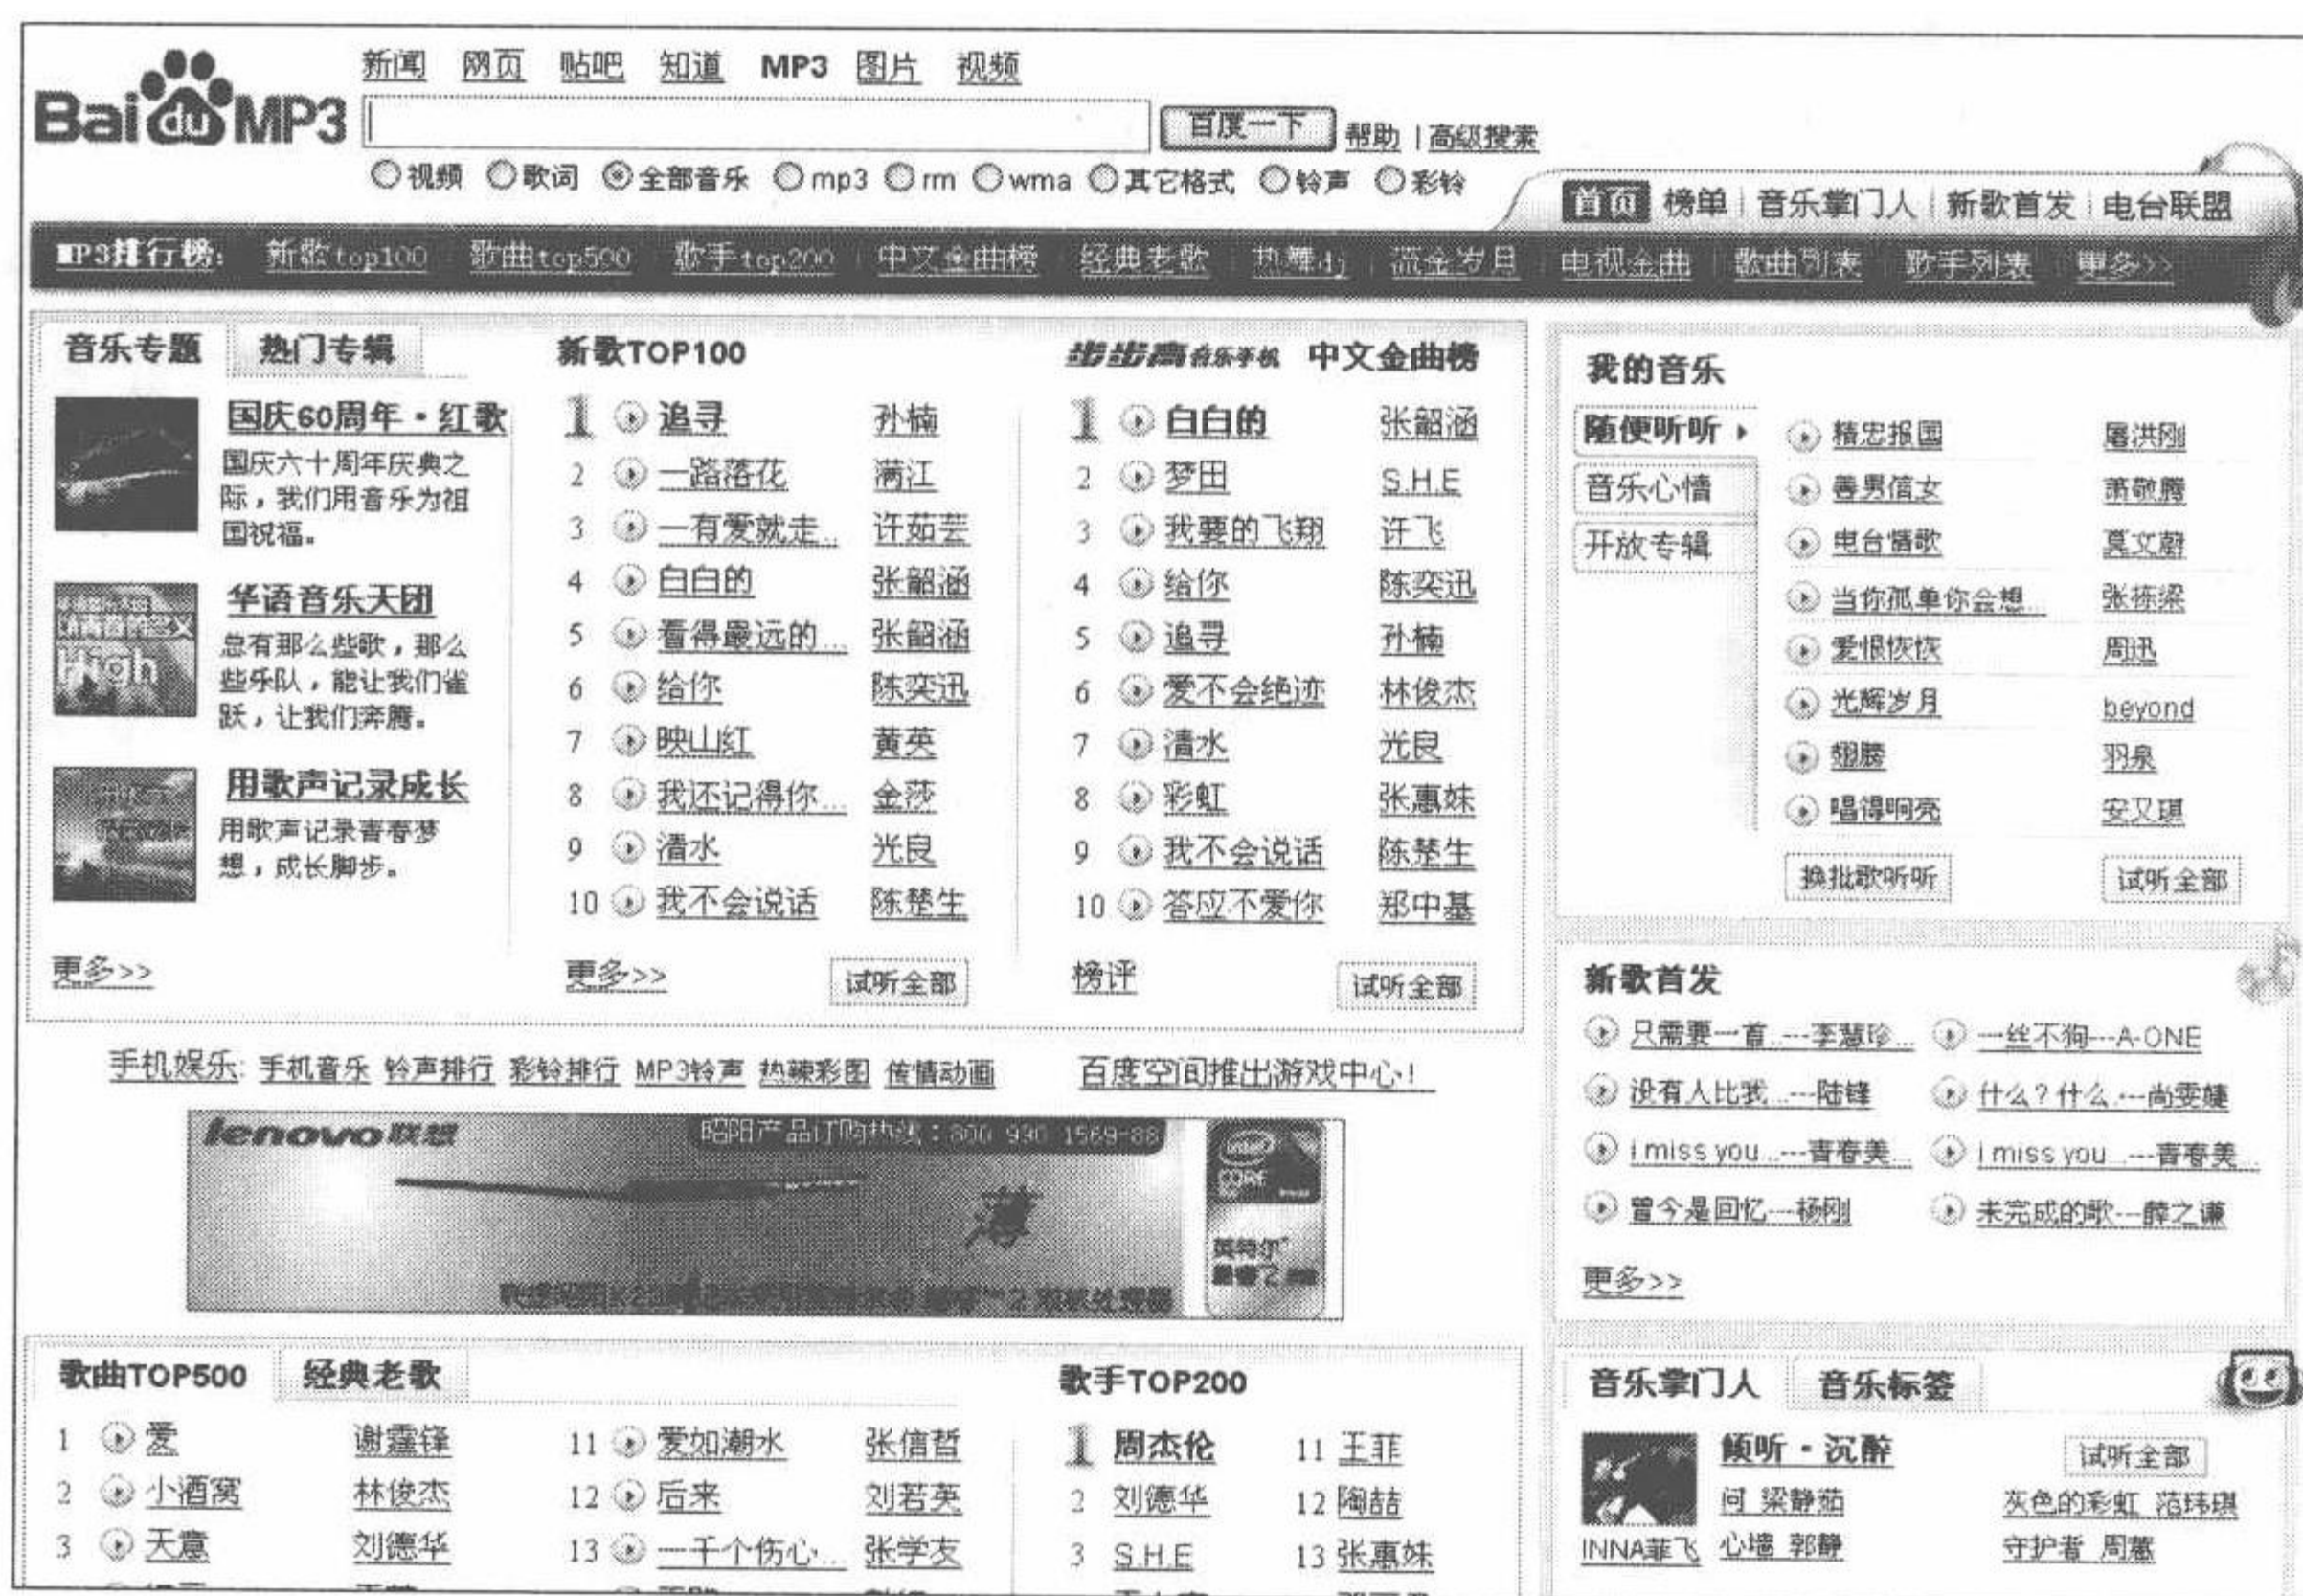 新闻 网页 贴吧 知道 MP3 图片 视频
Bai du MP3
百度一下 帮助 | 高级搜索
视频 歌词 全部音乐 mp3 rm wma 其它格式 铃声 彩铃
首页 榜单 | 音乐掌门人 | 新歌首发 | 电台联盟
MP3排行榜: 新歌top100 歌曲top500 歌手top200 中文金曲榜 经典老歌 热舞dj 流金岁月 电视金曲 歌曲列表 歌手列表 更多>>
音乐专题 热门专辑
国庆60周年·红歌
国庆六十周年庆典之
际，我们用音乐为祖
国祝福。
华语音乐天团
总有那么些歌，那么
些乐队，能让我们雀
跃，让我们奔腾。
High
用歌声记录成长
用歌声记录青春梦
想，成长脚步。
更多>>
新歌TOP100
1 追寻 孙楠
2 一路落花 满江
3 一有爱就走... 许茹芸
4 白白的 张韶涵
5 看得最远的... 张韶涵
6 给你 陈奕迅
7 映山红 黄英
8 我还记得你... 金莎
9 清水 光良
10 我不会说话 陈楚生
更多>> 试听全部
步步高音乐手机 中文金曲榜
1 白白的 张韶涵
2 梦田 S.H.E
3 我要的飞翔 许飞
4 给你 陈奕迅
5 追寻 孙楠
6 爱不会绝迹 林俊杰
7 清水 光良
8 彩虹 张惠妹
9 我不会说话 陈楚生
10 答应不爱你 郑中基
榜评 试听全部
我的音乐
随便听听
音乐心情
开放专辑
精忠报国 屠洪刚
善男信女 萧敬腾
电台情歌 莫文蔚
当你孤单你会想... 张栋梁
爱恨恢恢 周迅
光辉岁月 beyond
翅膀 羽泉
唱得响亮 安又琪
换批歌听听 试听全部
新歌首发
只需要一首...---李慧珍... 一丝不狗---A-ONE
没有人比我...---陆锋 什么？什么...---尚雯婕
I miss you...---青春美... I miss you...---青春美...
曾今是回忆---杨刚 未完成的歌---薛之谦
更多>>
手机娱乐: 手机音乐 铃声排行 彩铃排行 MP3铃声 热辣彩图 传情动画 百度空间推出游戏中心!
lenovo联想 昭阳产品订购热线：800 990 1569-88
intel CORE
英特尔
歌曲TOP500 经典老歌
1 爱 谢霆锋 11 爱如潮水 张信哲
2 小酒窝 林俊杰 12 后来 刘若英
3 天意 刘德华 13 一千个伤心... 张学友
歌手TOP200
1 周杰伦 11 王菲
2 刘德华 12 陶喆
3 S.H.E 13 张惠妹
音乐掌门人 音乐标签
倾听·沉醉 试听全部
问 梁静茹 灰色的彩虹 范玮琪
INNA菲飞 心墙 郭静 守护者 周蕙